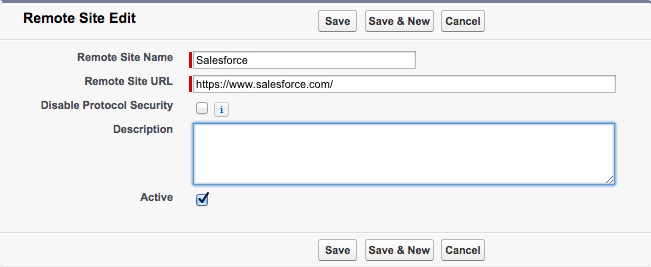 Remote Site Edit Save Save & New Cancel
Remote Site Name Salesforce
Remote Site URL https://www.salesforce.com/
Disable Protocol Security i
Description
Active
Save Save & New Cancel